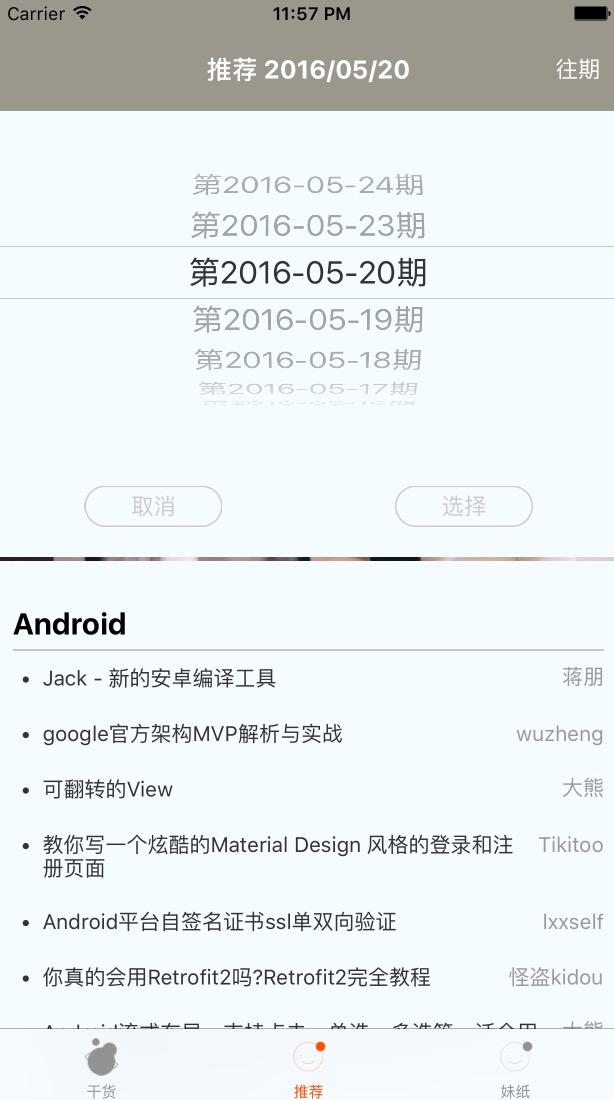 Carrier 11:57 PM
推荐 2016/05/20 往期
第2016-05-24期
第2016-05-23期
第2016-05-20期
第2016-05-19期
第2016-05-18期
第2016-05-17期
取消 选择
Android
• Jack - 新的安卓编译工具 蒋朋
• google官方架构MVP解析与实战 wuzheng
• 可翻转的View 大熊
• 教你写一个炫酷的Material Design 风格的登录和注 Tikitoo
册页面
• Android平台自签名证书ssl单双向验证 lxxself
• 你真的会用Retrofit2吗?Retrofit2完全教程 怪盗kidou
干货 推荐 妹纸